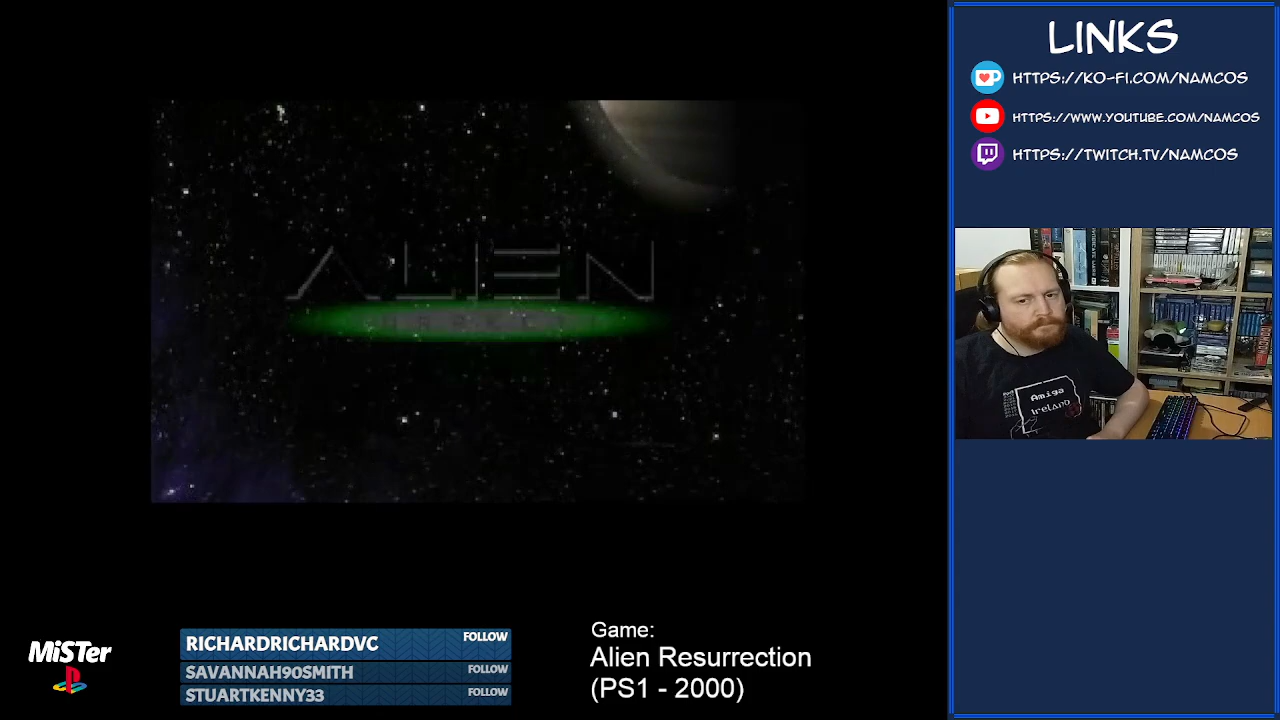 LINKS
HTTPS://KO-FI.COM/NAMCOS
HTTPS://WWW.YOUTUBE.COM/NAMCOS
HTTPS://TWITCH.TV/NAMCOS
ALIEN
Amiga
Ireland
MiSTer
RICHARDRICHARDVC FOLLOW
SAVANNAH90SMITH FOLLOW
STUARTKENNY33 FOLLOW
Game:
Alien Resurrection
(PS1 - 2000)